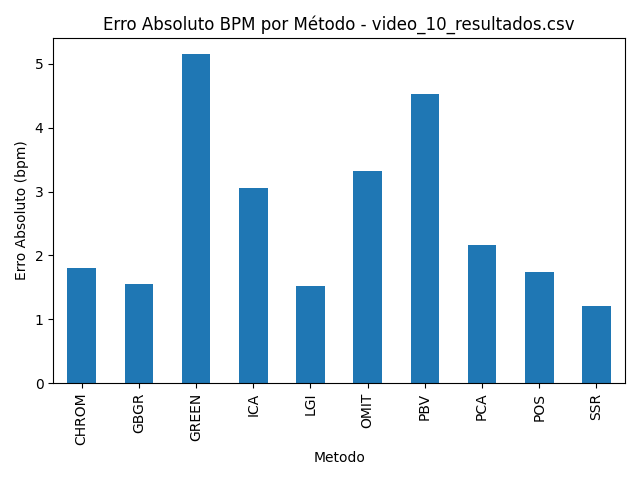 Erro Absoluto BPM por Método - video_10_resultados.csv
Erro Absoluto (bpm)
5
4
3
2
1
0
CHROM
GBGR
GREEN
ICA
LGI
OMIT
PBV
PCA
POS
SSR
Metodo